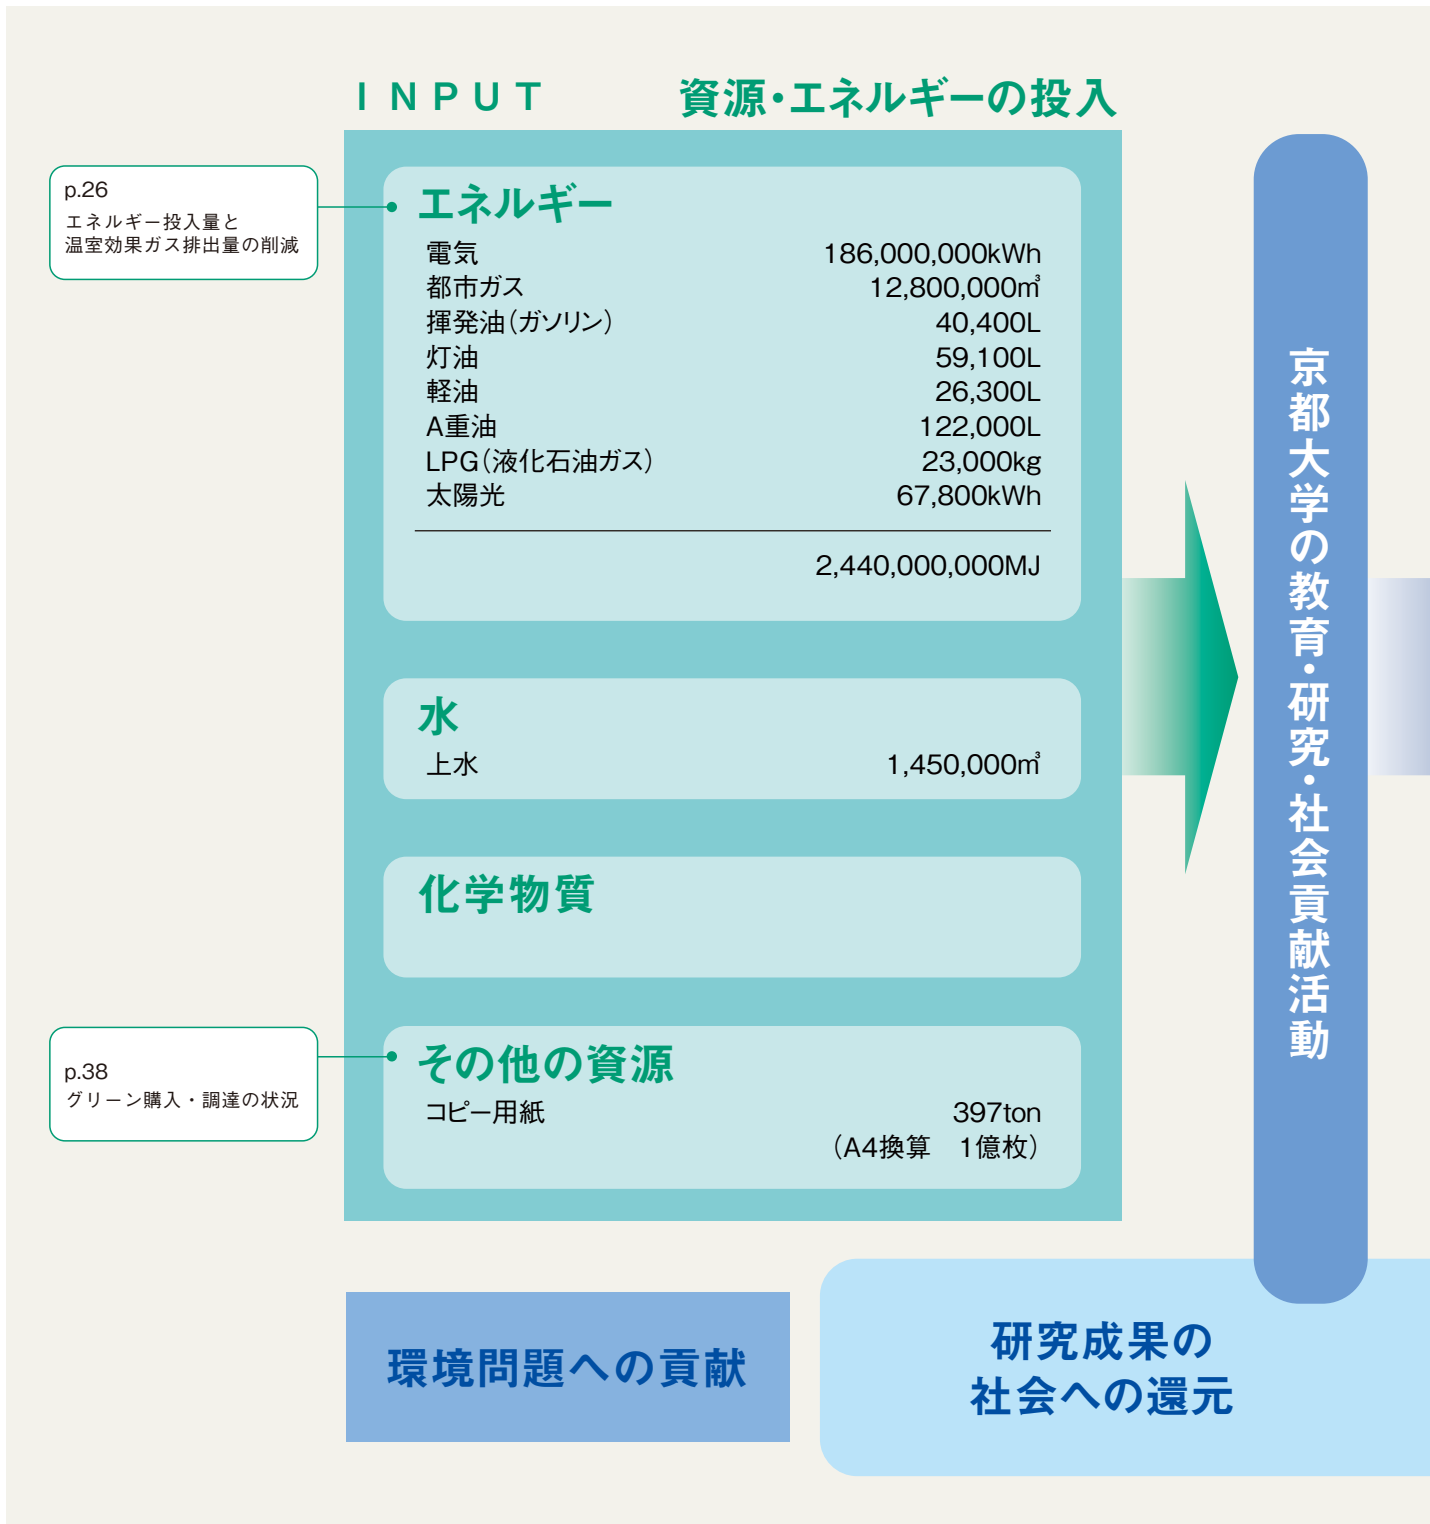 INPUT 資源・エネルギーの投入
p.26
エネルギー投入量と
温室効果ガス排出量の削減
エネルギー
電気 186,000,000kWh
都市ガス 12,800,000㎥
揮発油（ガソリン） 40,400L
灯油 59,100L
軽油 26,300L
A重油 122,000L
LPG（液化石油ガス） 23,000kg
太陽光 67,800kWh
2,440,000,000MJ
水
上水 1,450,000㎥
化学物質
p.38
グリーン購入・調達の状況
その他の資源
コピー用紙 397ton
（A4換算　1億枚）
京都大学の教育・研究・社会貢献活動
環境問題への貢献
研究成果の
社会への還元